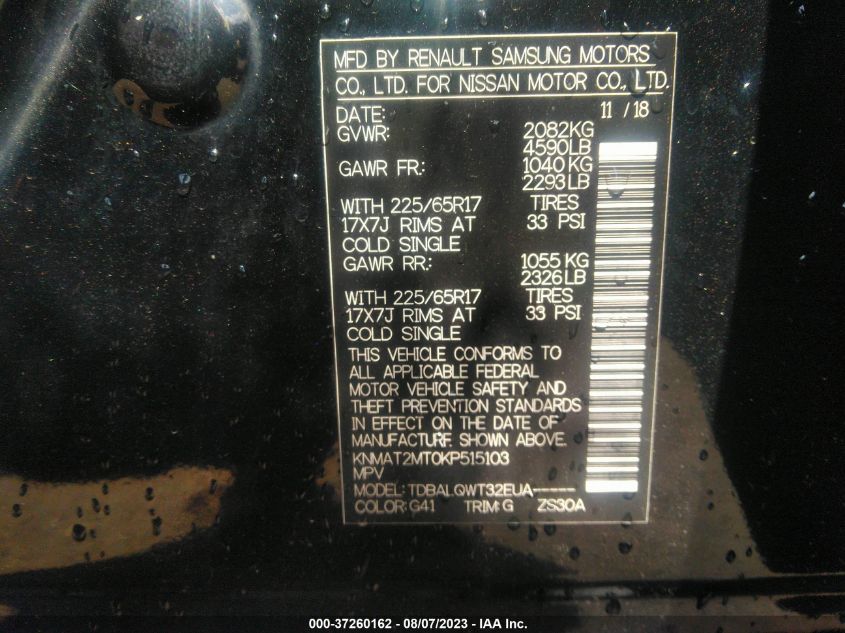 MFD BY RENAULT SAMSUNG MOTORS
CO., LTD. FOR NISSAN MOTOR CO., LTD.
DATE: 11 / 18
GVWR: 2082KG
4590LB
GAWR FR.: 1040 KG
2293LB
WITH 225/65R17 TIRES
17X7J RIMS AT 33 PSI
COLD SINGLE
GAWR RR.: 1055 KG
2326LB
WITH 225/65R17 TIRES
17X7J RIMS AT 33 PSI
COLD SINGLE
THIS VEHICLE CONFORMS TO
ALL APPLICABLE FEDERAL
MOTOR VEHICLE SAFETY AND
THEFT PREVENTION STANDARDS
IN EFFECT ON THE DATE OF
MANUFACTURE SHOWN ABOVE.
KNMAT2MT0KP515103
MPV
MODEL: TDBALQWT32EUA-----
COLOR: G41 TRIM: G ZS30A
000-37260162 - 08/07/2023 - IAA Inc.